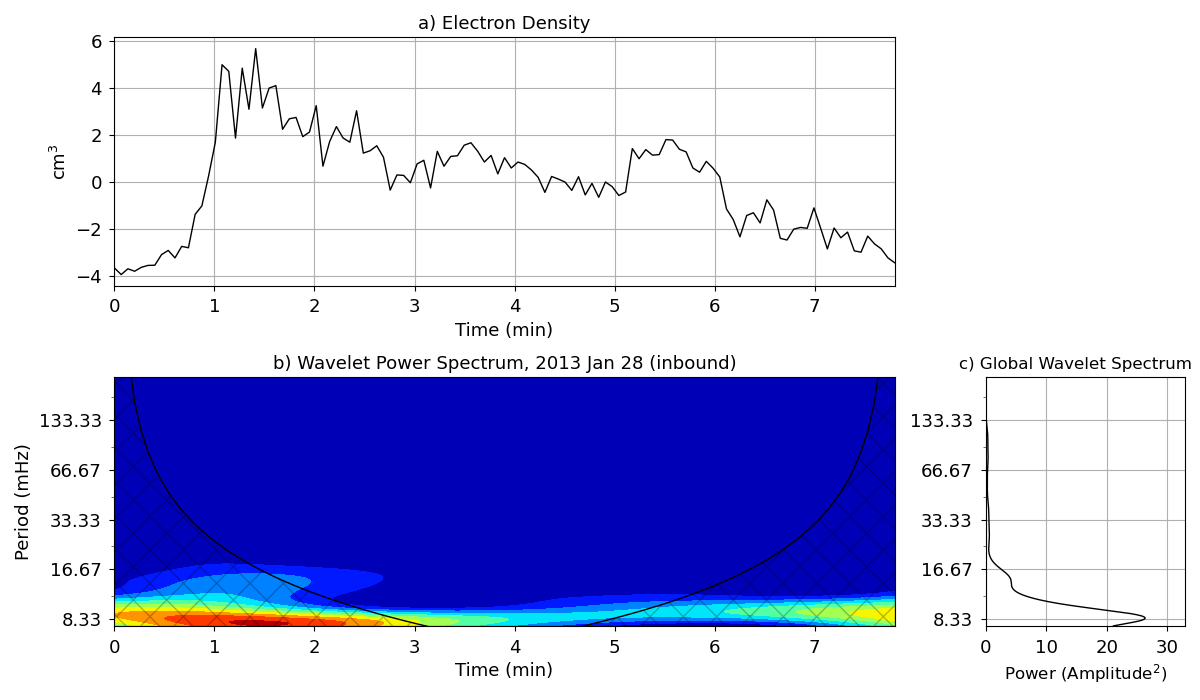 a) Electron Density
6
4
2
0
−2
−4
cm³
0 1 2 3 4 5 6 7
Time (min)
b) Wavelet Power Spectrum, 2013 Jan 28 (inbound)
133.33
66.67
33.33
16.67
8.33
Period (mHz)
0 1 2 3 4 5 6 7
Time (min)
c) Global Wavelet Spectrum
133.33
66.67
33.33
16.67
8.33
0 10 20 30
Power (Amplitude²)